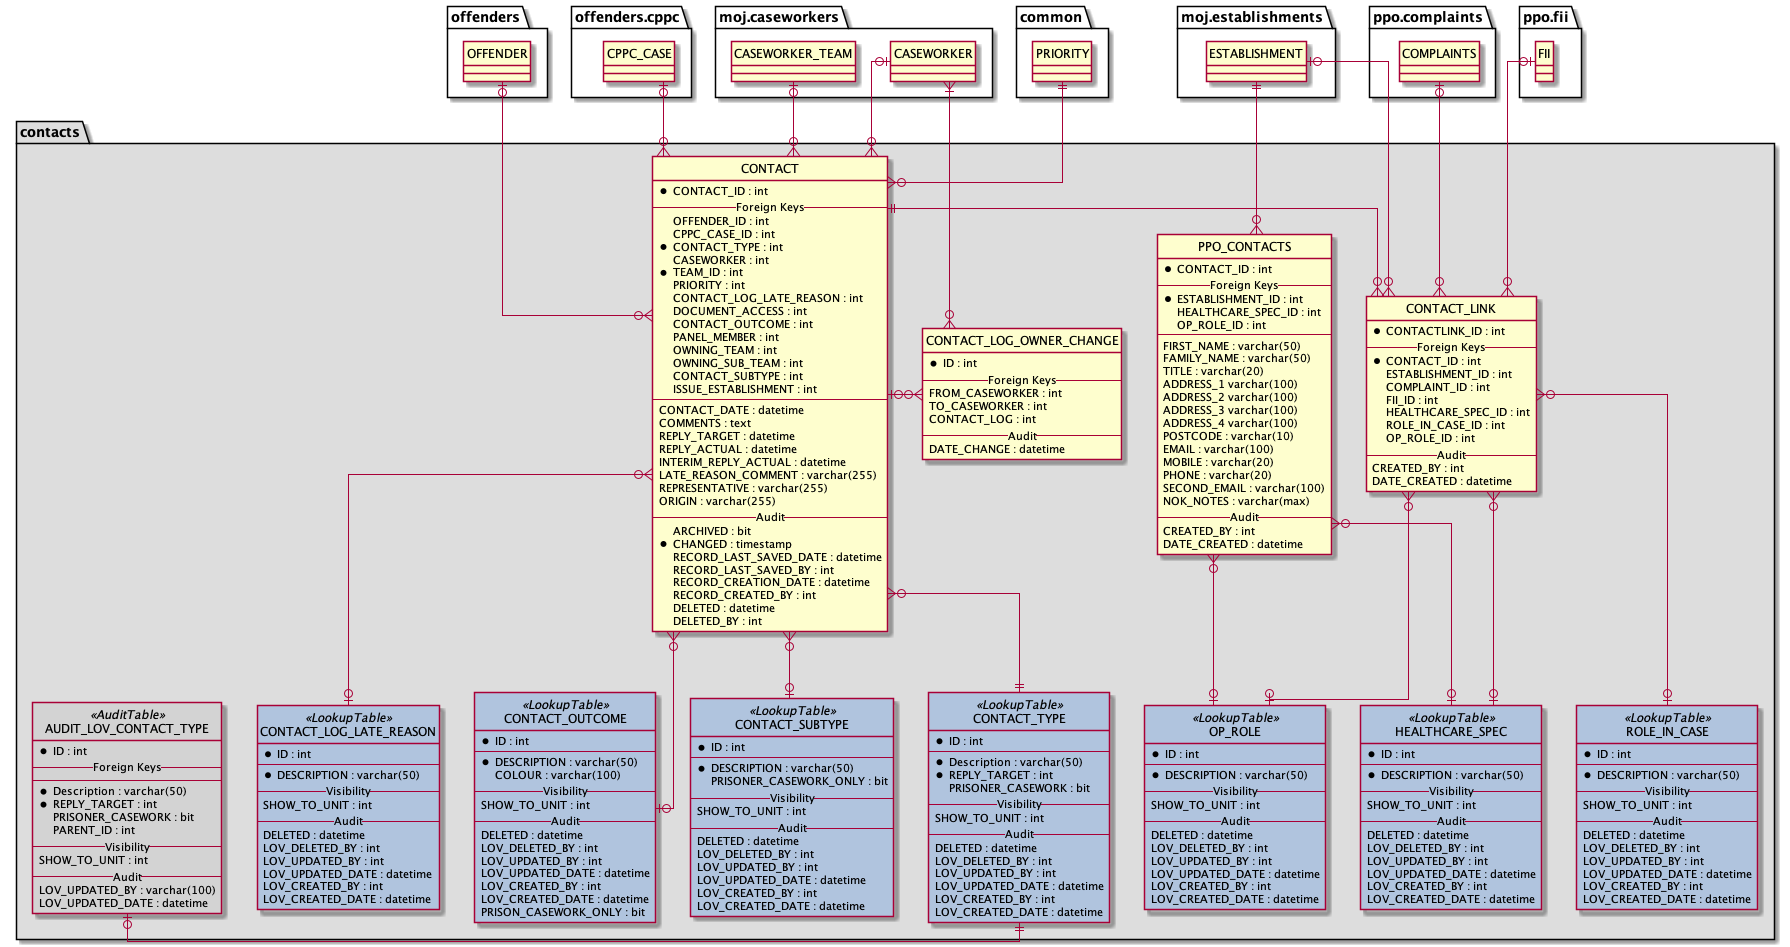 offenders
offenders.cppc
moj.caseworkers
common
moj.establishments
ppo.complaints
ppo.fii
OFFENDER
CPPC_CASE
CASEWORKER_TEAM
CASEWORKER
PRIORITY
ESTABLISHMENT
COMPLAINTS
FII
contacts
CONTACT
CONTACT_ID : int
Foreign Keys
OFFENDER_ID : int
CPPC_CASE_ID : int
CONTACT_TYPE : int
CASEWORKER : int
TEAM_ID : int
PRIORITY : int
CONTACT_LOG_LATE_REASON : int
DOCUMENT_ACCESS : int
CONTACT_OUTCOME : int
PANEL_MEMBER : int
OWNING_TEAM : int
OWNING_SUB_TEAM : int
CONTACT_SUBTYPE : int
ISSUE_ESTABLISHMENT : int
CONTACT_DATE : datetime
COMMENTS : text
REPLY_TARGET : datetime
REPLY_ACTUAL : datetime
INTERIM_REPLY_ACTUAL : datetime
LATE_REASON_COMMENT : varchar(255)
REPRESENTATIVE : varchar(255)
ORIGIN : varchar(255)
Audit
ARCHIVED : bit
CHANGED : timestamp
RECORD_LAST_SAVED_DATE : datetime
RECORD_LAST_SAVED_BY : int
RECORD_CREATION_DATE : datetime
RECORD_CREATED_BY : int
DELETED : datetime
DELETED_BY : int
CONTACT_LOG_OWNER_CHANGE
ID : int
Foreign Keys
FROM_CASEWORKER : int
TO_CASEWORKER : int
CONTACT_LOG : int
Audit
DATE_CHANGE : datetime
PPO_CONTACTS
CONTACT_ID : int
Foreign Keys
ESTABLISHMENT_ID : int
HEALTHCARE_SPEC_ID : int
OP_ROLE_ID : int
FIRST_NAME : varchar(50)
FAMILY_NAME : varchar(50)
TITLE : varchar(20)
ADDRESS_1 varchar(100)
ADDRESS_2 varchar(100)
ADDRESS_3 varchar(100)
ADDRESS_4 varchar(100)
POSTCODE : varchar(10)
EMAIL : varchar(100)
MOBILE : varchar(20)
PHONE : varchar(20)
SECOND_EMAIL : varchar(100)
NOK_NOTES : varchar(max)
Audit
CREATED_BY : int
DATE_CREATED : datetime
CONTACT_LINK
CONTACTLINK_ID : int
Foreign Keys
CONTACT_ID : int
ESTABLISHMENT_ID : int
COMPLAINT_ID : int
FII_ID : int
HEALTHCARE_SPEC_ID : int
ROLE_IN_CASE_ID : int
OP_ROLE_ID : int
Audit
CREATED_BY : int
DATE_CREATED : datetime
«AuditTable»
AUDIT_LOV_CONTACT_TYPE
ID : int
Foreign Keys
Description : varchar(50)
REPLY_TARGET : int
PRISONER_CASEWORK : bit
PARENT_ID : int
Visibility
SHOW_TO_UNIT : int
Audit
LOV_UPDATED_BY : varchar(100)
LOV_UPDATED_DATE : datetime
«LookupTable»
CONTACT_LOG_LATE_REASON
ID : int
DESCRIPTION : varchar(50)
Visibility
SHOW_TO_UNIT : int
Audit
DELETED : datetime
LOV_DELETED_BY : int
LOV_UPDATED_BY : int
LOV_UPDATED_DATE : datetime
LOV_CREATED_BY : int
LOV_CREATED_DATE : datetime
«LookupTable»
CONTACT_OUTCOME
ID : int
DESCRIPTION : varchar(50)
COLOUR : varchar(100)
Visibility
SHOW_TO_UNIT : int
Audit
DELETED : datetime
LOV_DELETED_BY : int
LOV_UPDATED_BY : int
LOV_UPDATED_DATE : datetime
LOV_CREATED_BY : int
LOV_CREATED_DATE : datetime
PRISON_CASEWORK_ONLY : bit
«LookupTable»
CONTACT_SUBTYPE
ID : int
DESCRIPTION : varchar(50)
PRISONER_CASEWORK_ONLY : bit
Visibility
SHOW_TO_UNIT : int
Audit
DELETED : datetime
LOV_DELETED_BY : int
LOV_UPDATED_BY : int
LOV_UPDATED_DATE : datetime
LOV_CREATED_BY : int
LOV_CREATED_DATE : datetime
«LookupTable»
CONTACT_TYPE
ID : int
Description : varchar(50)
REPLY_TARGET : int
PRISONER_CASEWORK : bit
Visibility
SHOW_TO_UNIT : int
Audit
DELETED : datetime
LOV_DELETED_BY : int
LOV_UPDATED_BY : int
LOV_UPDATED_DATE : datetime
LOV_CREATED_BY : int
LOV_CREATED_DATE : datetime
«LookupTable»
OP_ROLE
ID : int
DESCRIPTION : varchar(50)
Visibility
SHOW_TO_UNIT : int
Audit
DELETED : datetime
LOV_DELETED_BY : int
LOV_UPDATED_BY : int
LOV_UPDATED_DATE : datetime
LOV_CREATED_BY : int
LOV_CREATED_DATE : datetime
«LookupTable»
HEALTHCARE_SPEC
ID : int
DESCRIPTION : varchar(50)
Visibility
SHOW_TO_UNIT : int
Audit
DELETED : datetime
LOV_DELETED_BY : int
LOV_UPDATED_BY : int
LOV_UPDATED_DATE : datetime
LOV_CREATED_BY : int
LOV_CREATED_DATE : datetime
«LookupTable»
ROLE_IN_CASE
ID : int
DESCRIPTION : varchar(50)
Visibility
SHOW_TO_UNIT : int
Audit
DELETED : datetime
LOV_DELETED_BY : int
LOV_UPDATED_BY : int
LOV_UPDATED_DATE : datetime
LOV_CREATED_BY : int
LOV_CREATED_DATE : datetime